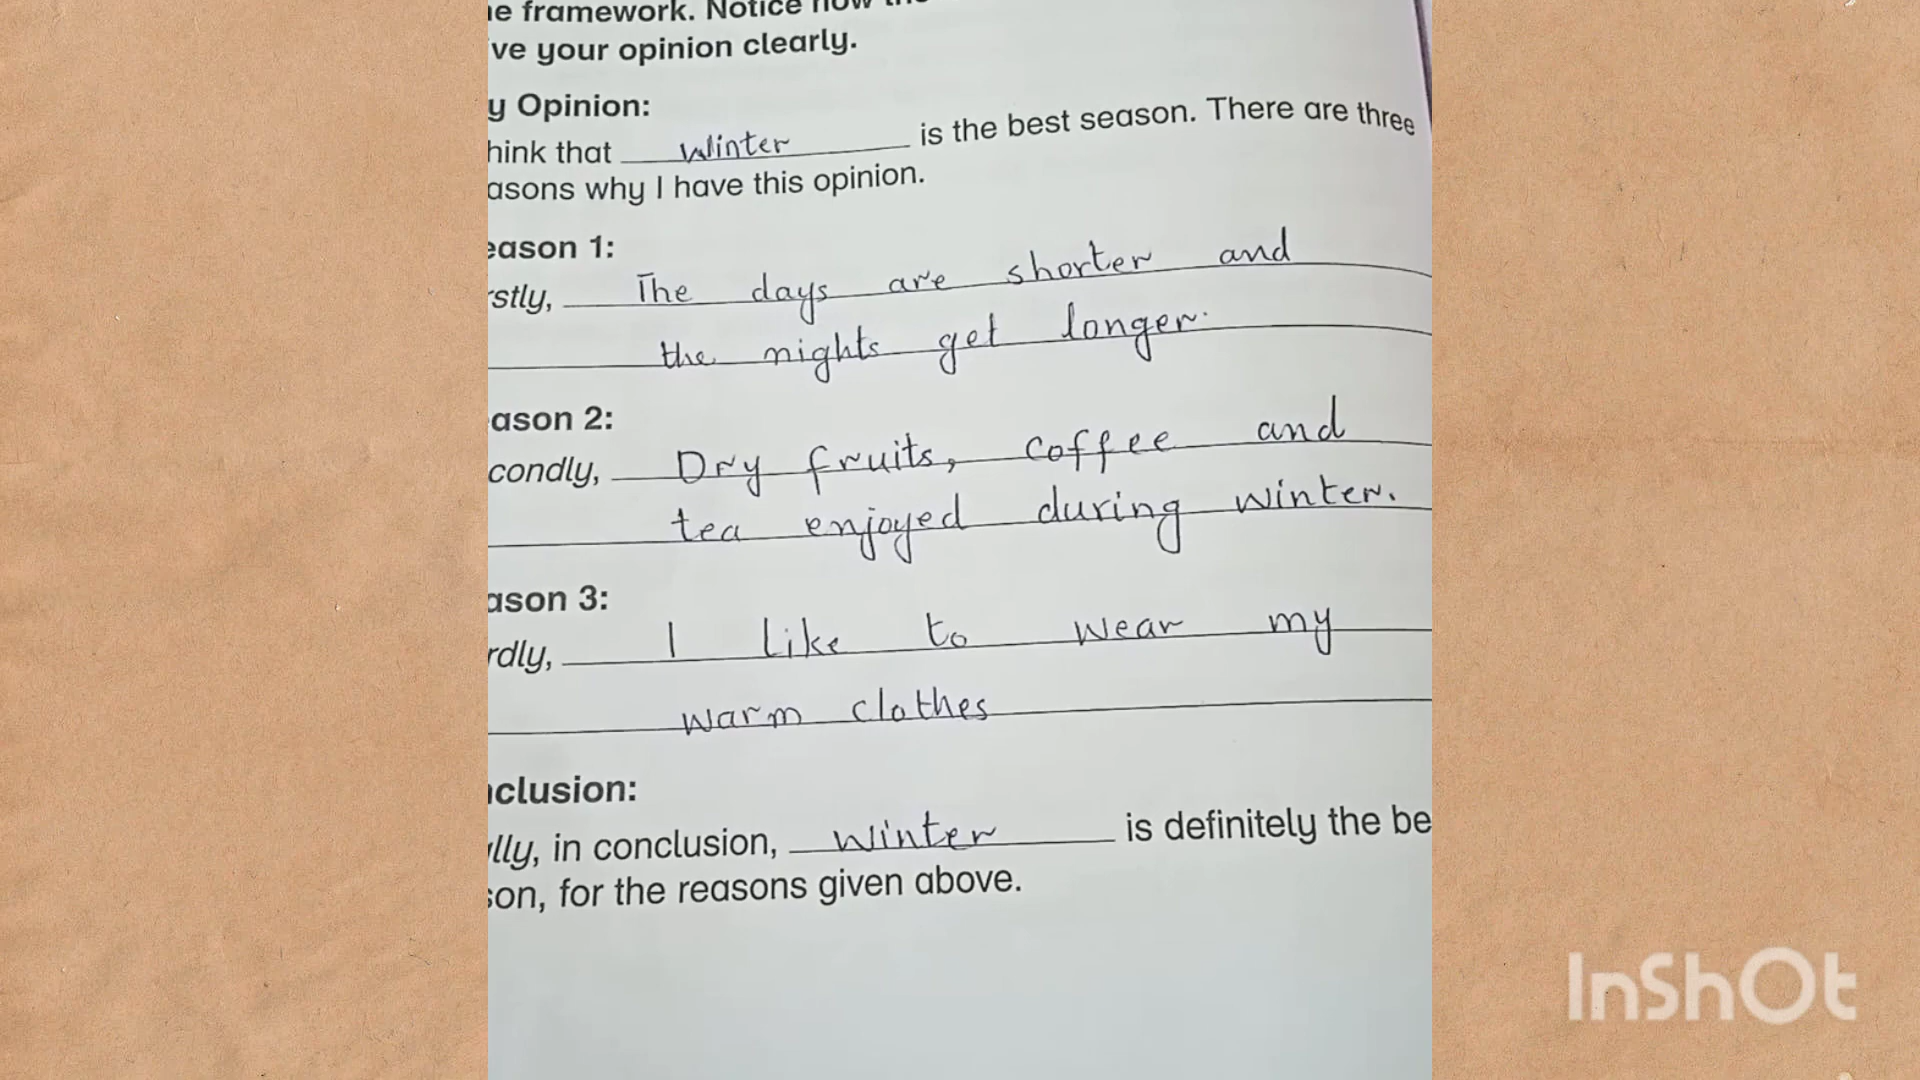 e framework. Notice how
ve your opinion clearly.
y Opinion:
hink that Winter is the best season. There are three
asons why I have this opinion.
eason 1:
rstly, The days are shorter and
the nights get longer.
ason 2:
condly, Dry fruits, coffee and
tea enjoyed during winter.
ason 3:
rdly, I like to wear my
warm clothes
nclusion:
lly, in conclusion, winter is definitely the be
son, for the reasons given above.
InShOt